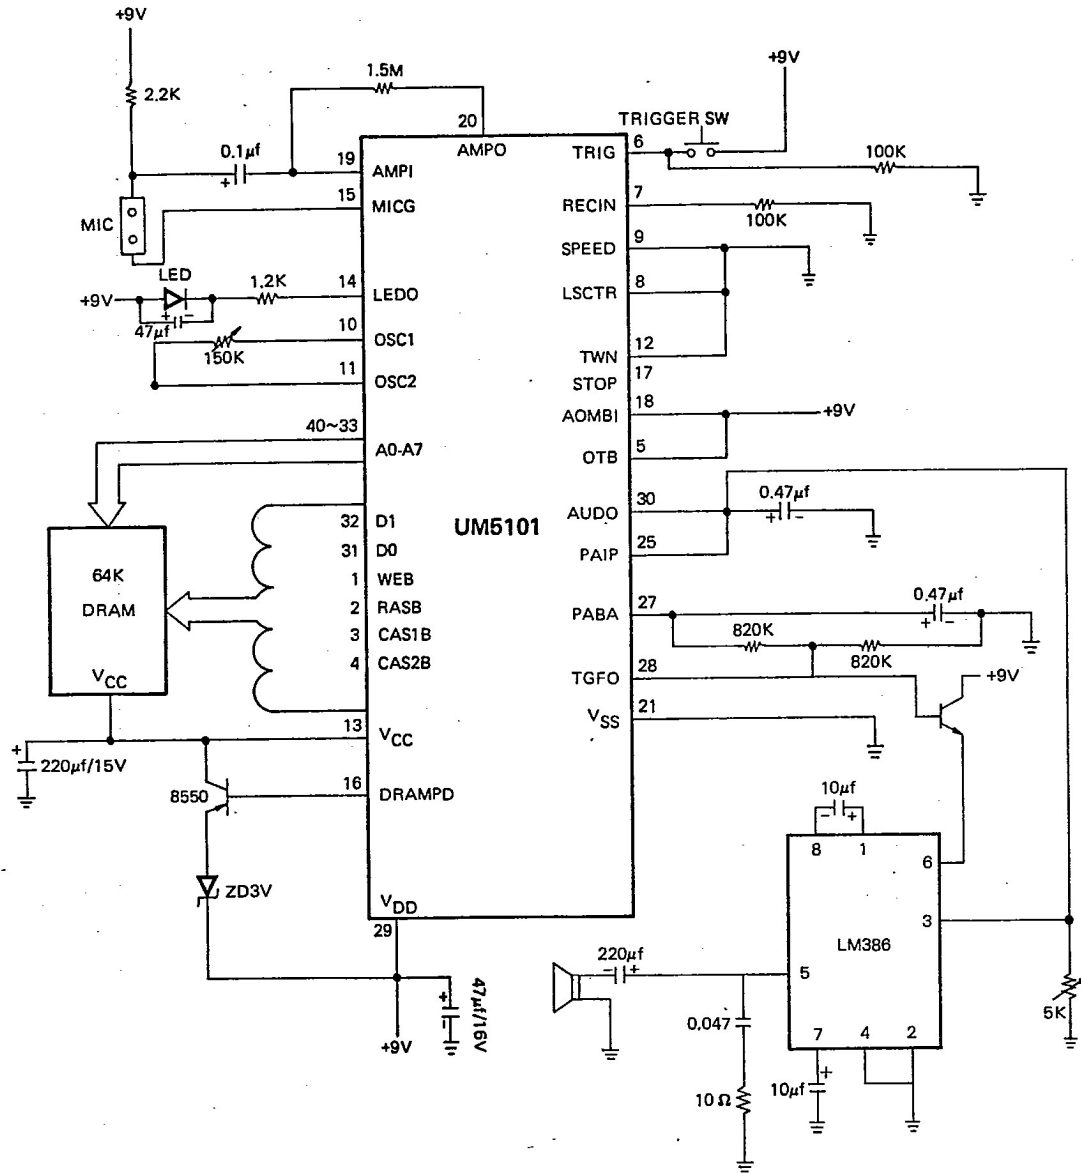 +9V
2.2K
1.5M
20
AMPO
0.1µf
+
19
AMPI
15
MICG
MIC
LED
+9V
+ -
47µf
1.2K
14
LEDO
10
OSC1
150K
11
OSC2
40~33
A0-A7
64K
DRAM
VCC
32 D1
31 D0
1 WEB
2 RASB
3 CAS1B
4 CAS2B
13
VCC
+
220µf/15V
8550
16
DRAMPD
ZD3V
VDD
29
+9V
+
-
47µf/16V
UM5101
TRIGGER SW
+9V
TRIG
6
100K
RECIN
7
100K
SPEED
9
LSCTR
8
TWN
12
STOP
17
AOMBI
18
+9V
OTB
5
AUDO
30
0.47µf
+ -
PAIP
25
PABA
27
0.47µf
+ -
820K
820K
TGFO
28
+9V
VSS
21
10µf
- +
8 1
6
3
LM386
5
7 4 2
220µf
- +
0.047
10 Ω
+
10µf
5K